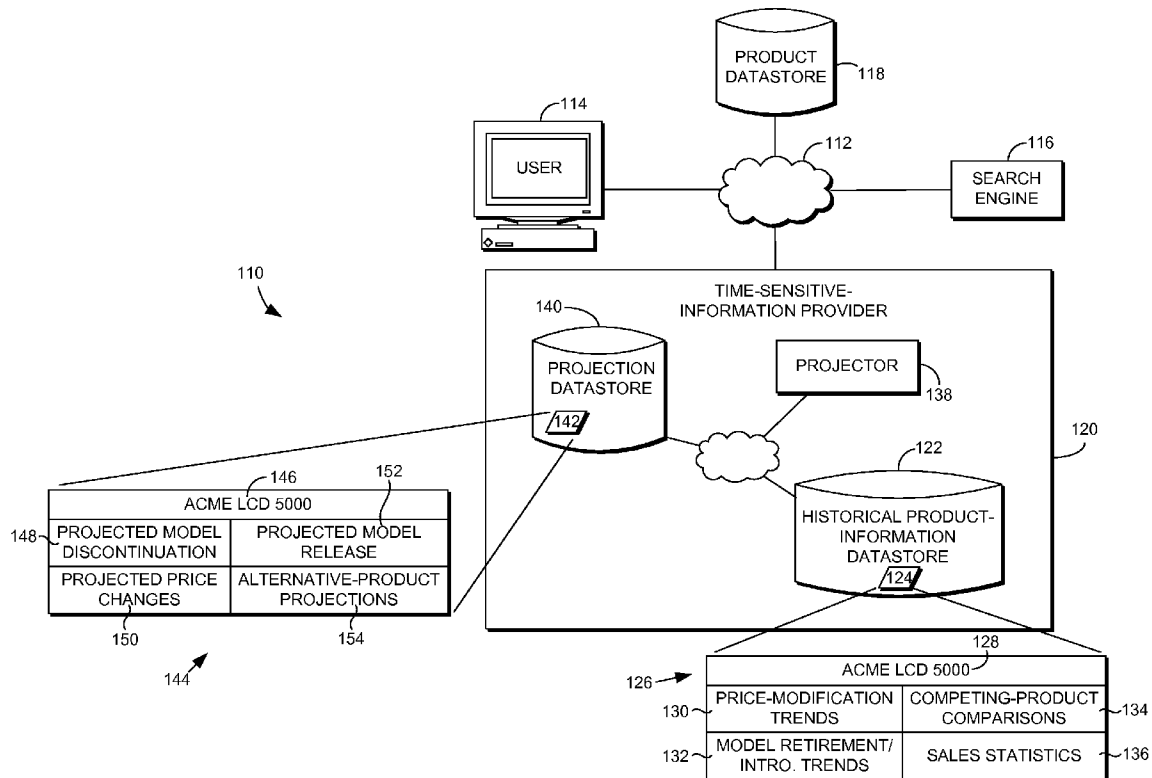 PRODUCT
DATASTORE
118
114
USER
112
116
SEARCH
ENGINE
110
TIME-SENSITIVE-
INFORMATION PROVIDER
140
PROJECTION
DATASTORE
142
PROJECTOR
138
120
122
HISTORICAL PRODUCT-
INFORMATION
DATASTORE
124
146
152
ACME LCD 5000
148
PROJECTED MODEL
DISCONTINUATION
PROJECTED MODEL
RELEASE
PROJECTED PRICE
CHANGES
ALTERNATIVE-PRODUCT
PROJECTIONS
150
154
144
128
126
ACME LCD 5000
130
PRICE-MODIFICATION
TRENDS
COMPETING-PRODUCT
COMPARISONS
134
132
MODEL RETIREMENT/
INTRO. TRENDS
SALES STATISTICS
136